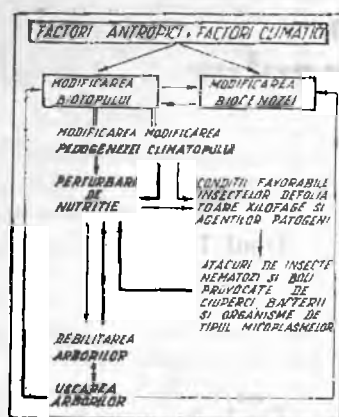 FACTORI ANTROPICI + FACTORI CLIMATICI
MODIFICAREA
BIOTOPULUI
MODIFICAREA
BIOCENOZEI
MODIFICAREA MODIFICAREA
PEDOGENEZEI CLIMATOPULUI
PERTURBARI
DE
NUTRITIE
CONDITII FAVORABILE
INSECTELOR DEFOLIA
TOARE XILOFAGE SI
AGENTILOR PATOGENI
ATACURI DE INSECTE
NEMATOZI SI BOLI
PROVOCATE DE
CIUPERCI, BACTERII
SI ORGANISME DE
TIPUL MICOPLASMELOR
DEBILITAREA
ARBORILOR
USCAREA
ARBORILOR